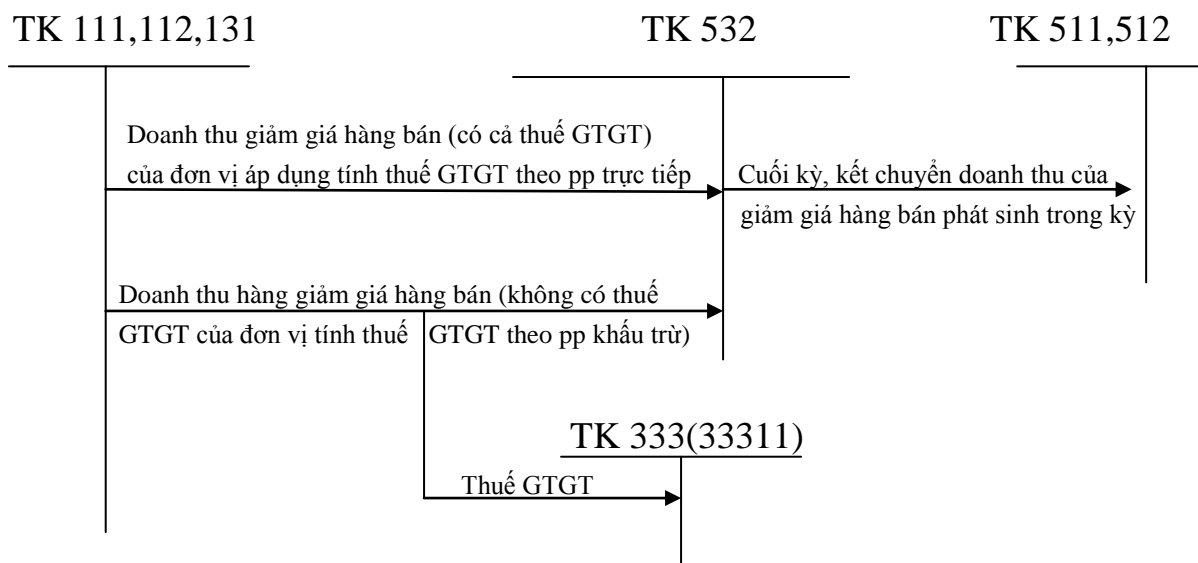 TK 111,112,131
TK 532
TK 511,512
Doanh thu giảm giá hàng bán (có cả thuế GTGT)
của đơn vị áp dụng tính thuế GTGT theo pp trực tiếp
Cuối kỳ, kết chuyển doanh thu của
giảm giá hàng bán phát sinh trong kỳ
Doanh thu hàng giảm giá hàng bán (không có thuế
GTGT của đơn vị tính thuế GTGT theo pp khấu trừ)
TK 333(33311)
Thuế GTGT